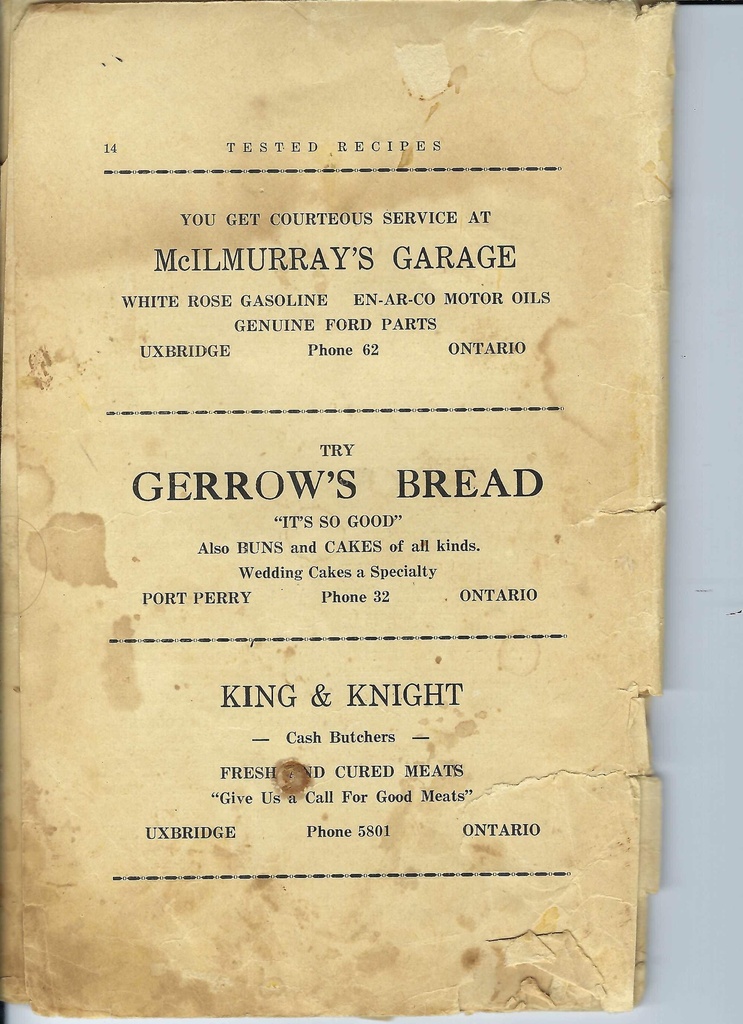 14 TESTED RECIPES
YOU GET COURTEOUS SERVICE AT
McILMURRAY'S GARAGE
WHITE ROSE GASOLINE EN-AR-CO MOTOR OILS
GENUINE FORD PARTS
UXBRIDGE Phone 62 ONTARIO
TRY
GERROW'S BREAD
"IT'S SO GOOD"
Also BUNS and CAKES of all kinds.
Wedding Cakes a Specialty
PORT PERRY Phone 32 ONTARIO
KING & KNIGHT
— Cash Butchers —
FRESH AND CURED MEATS
"Give Us a Call For Good Meats"
UXBRIDGE Phone 5801 ONTARIO